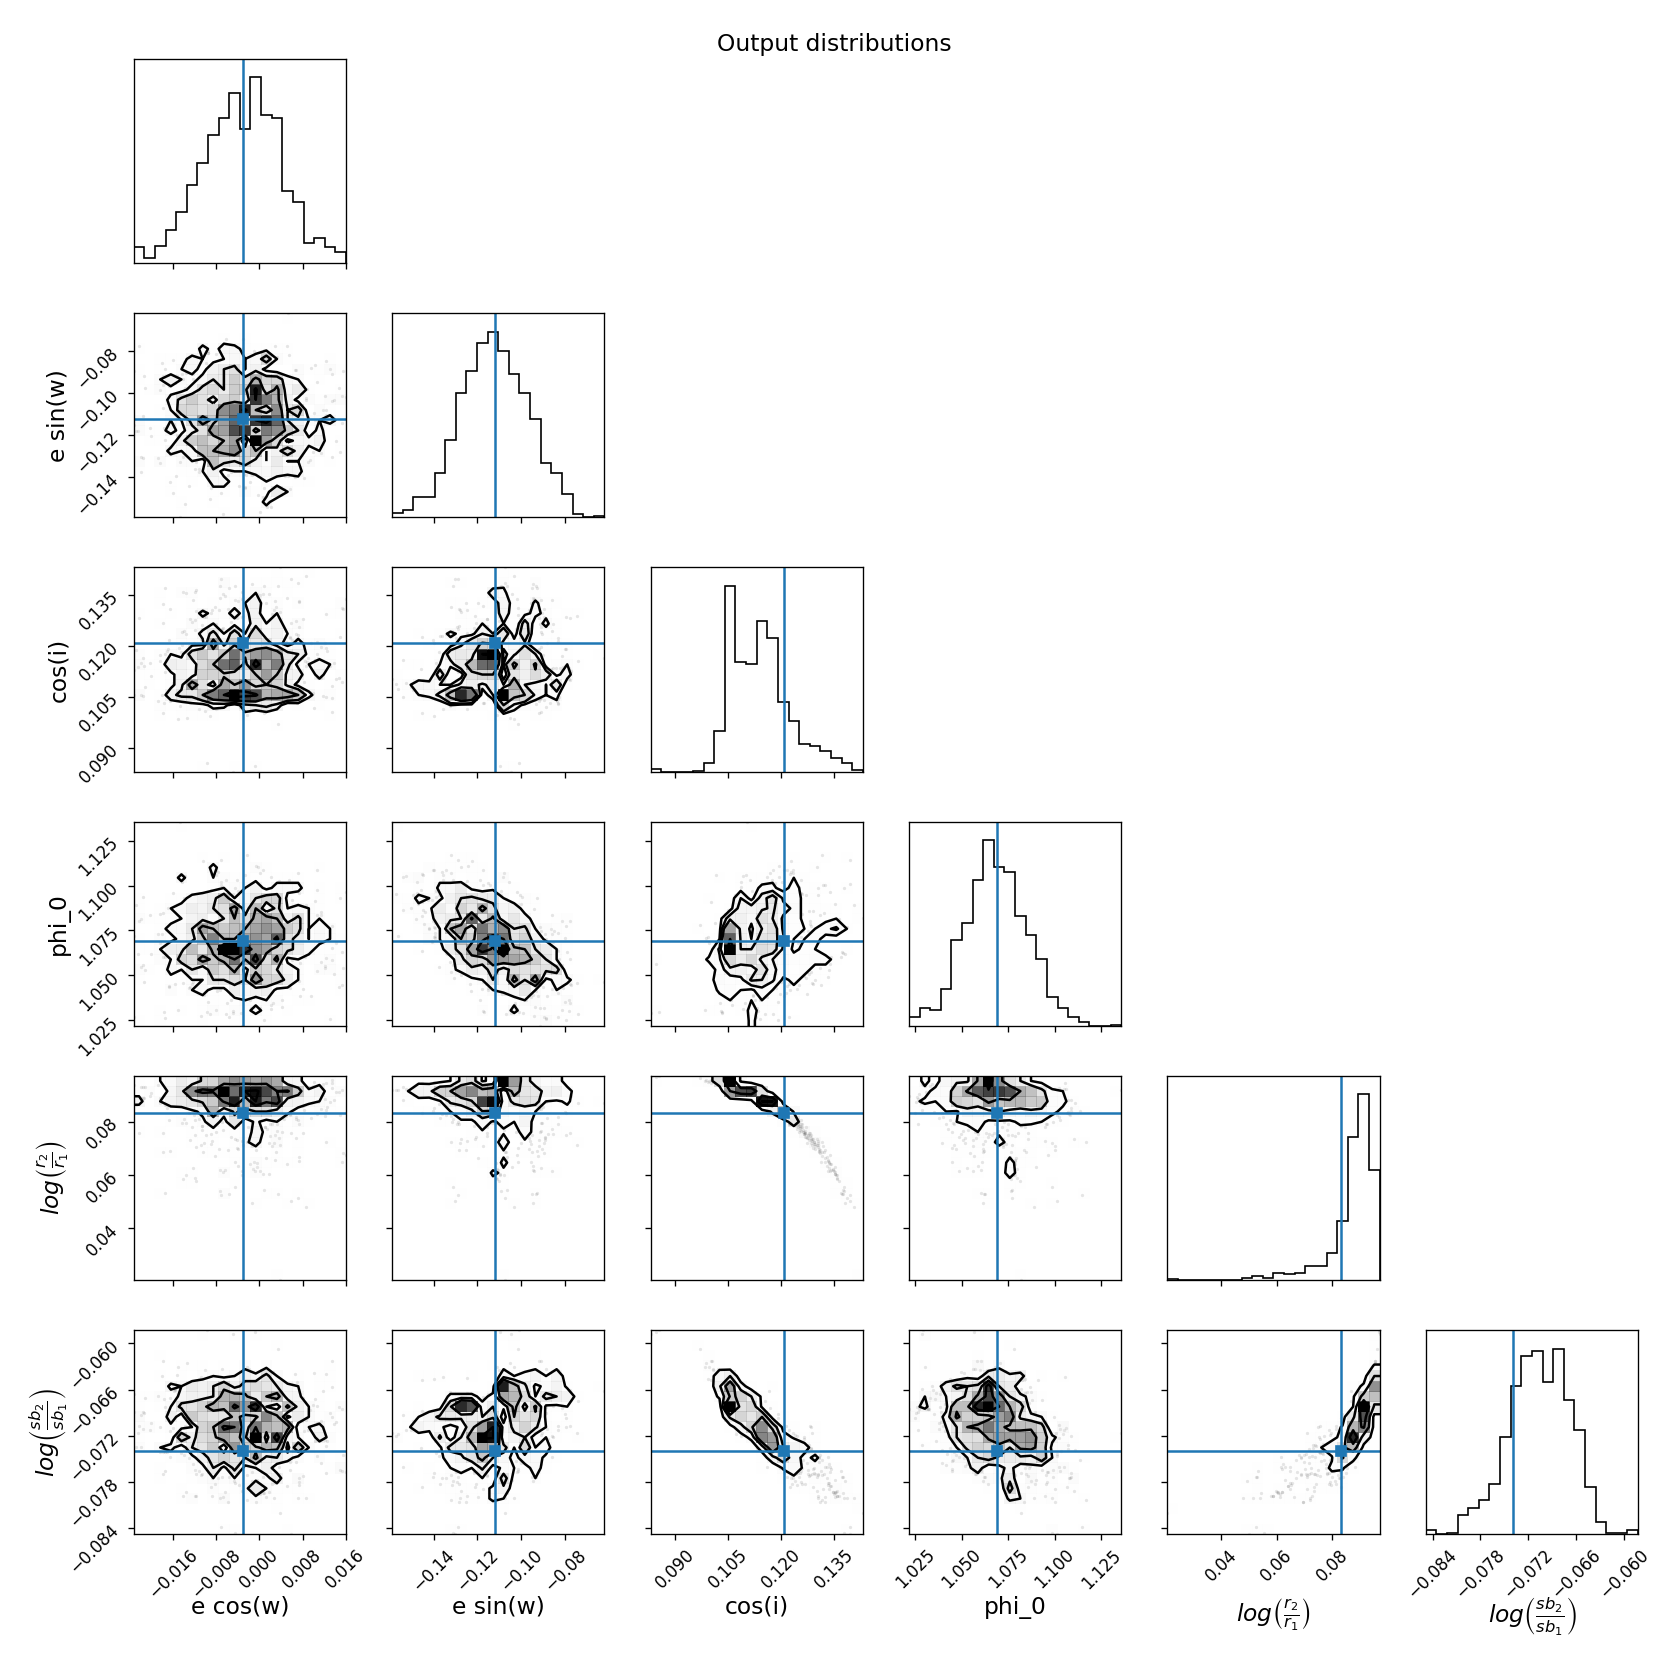 Output distributions
e sin(w)
−0.08
−0.10
−0.12
−0.14
cos(i)
0.135
0.120
0.105
0.090
phi_0
1.125
1.100
1.075
1.050
1.025
log(r₂/r₁)
0.08
0.06
0.04
log(sb₂/sb₁)
−0.060
−0.066
−0.072
−0.078
−0.084
−0.016 −0.008 0.000 0.008 0.016
−0.14 −0.12 −0.10 −0.08
0.090 0.105 0.120 0.135
1.025 1.050 1.075 1.100 1.125
0.04 0.06 0.08
−0.084 −0.078 −0.072 −0.066 −0.060
e cos(w)
e sin(w)
cos(i)
phi_0
log(r₂/r₁)
log(sb₂/sb₁)